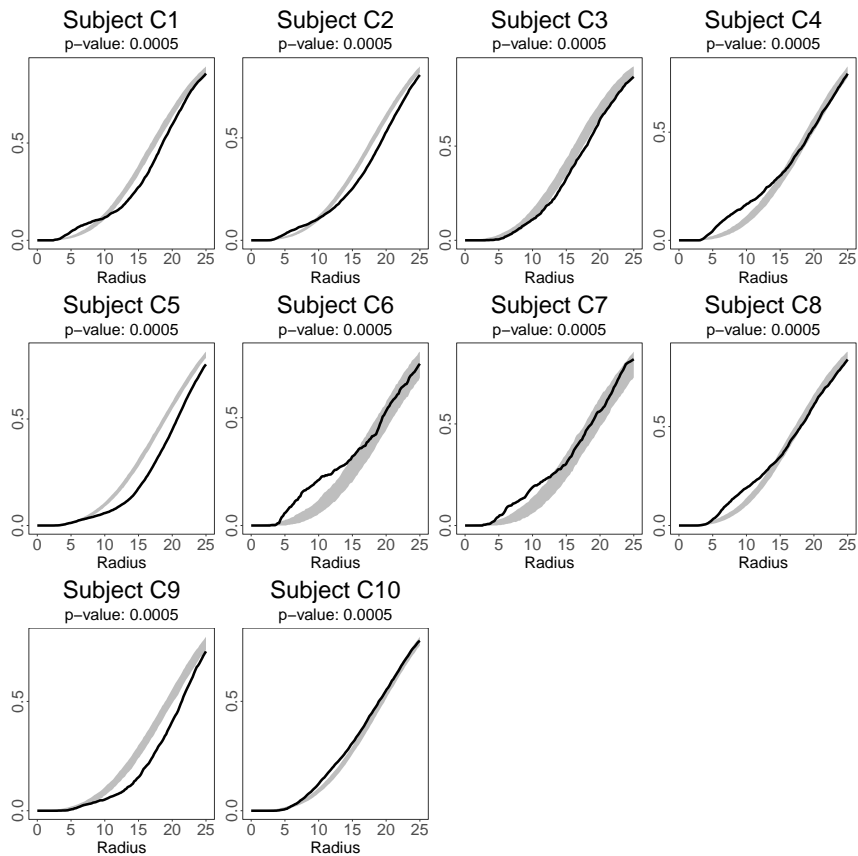 Subject C1
p−value: 0.0005
0.0
0.5
0 5 10 15 20 25
Radius
Subject C2
p−value: 0.0005
0.0
0.5
0 5 10 15 20 25
Radius
Subject C3
p−value: 0.0005
0.0
0.5
0 5 10 15 20 25
Radius
Subject C4
p−value: 0.0005
0.0
0.5
0 5 10 15 20 25
Radius
Subject C5
p−value: 0.0005
0.0
0.5
0 5 10 15 20 25
Radius
Subject C6
p−value: 0.0005
0.0
0.5
0 5 10 15 20 25
Radius
Subject C7
p−value: 0.0005
0.0
0.5
0 5 10 15 20 25
Radius
Subject C8
p−value: 0.0005
0.0
0.5
0 5 10 15 20 25
Radius
Subject C9
p−value: 0.0005
0.0
0.5
0 5 10 15 20 25
Radius
Subject C10
p−value: 0.0005
0.0
0.5
0 5 10 15 20 25
Radius